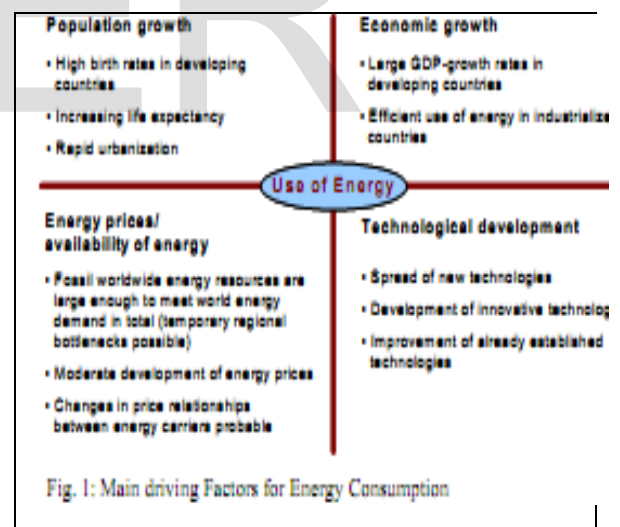 Population growth
• High birth rates in developing
countries
• Increasing life expectancy
• Rapid urbanization
Economic growth
• Large GDP-growth rates in
developing countries
• Efficient use of energy in industrialize
countries
Use of Energy
Energy prices/
availability of energy
• Fossil worldwide energy resources are
large enough to meet world energy
demand in total (temporary regional
bottlenecks possible)
• Moderate development of energy prices
• Changes in price relationships
between energy carriers probable
Technological development
• Spread of new technologies
• Development of innovative technolog
• Improvement of already established
technologies
Fig. 1: Main driving Factors for Energy Consumption